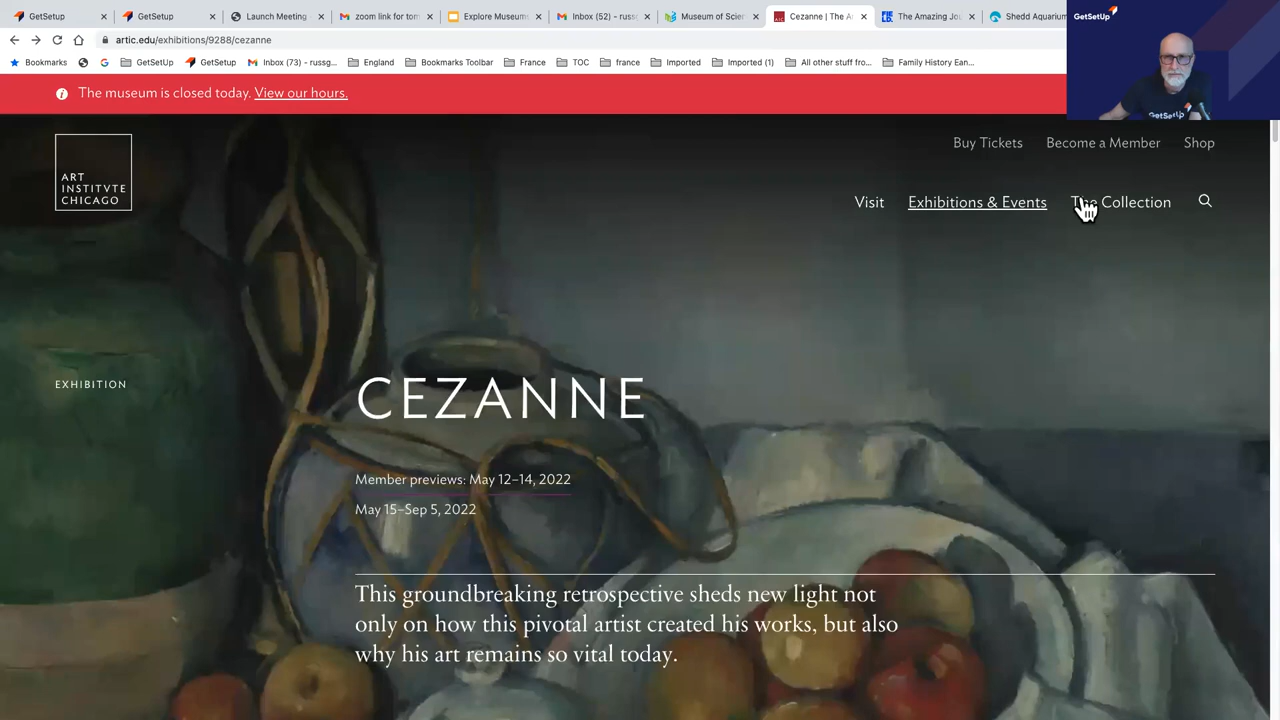 GetSetUp
GetSetUp
Launch Meeting
zoom link for tom
Explore Museum
Inbox (52) - russg
Museum of Scien
Cezanne | The A
The Amazing Jou
Shedd Aquarium
GetSetUp
artic.edu/exhibitions/9288/cezanne
Bookmarks
GetSetUp
GetSetup
Inbox (73) - russg...
England
Bookmarks Toolbar
France
TOC
france
Imported
Imported (1)
All other stuff fro...
Family History Ean...
GetSetUp
The museum is closed today. View our hours.
Buy Tickets
Become a Member
Shop
ART
INSTITVTE
CHICAGO
Visit
Exhibitions & Events
The Collection
EXHIBITION
CEZANNE
Member previews: May 12–14, 2022
May 15–Sep 5, 2022
This groundbreaking retrospective sheds new light not
only on how this pivotal artist created his works, but also
why his art remains so vital today.